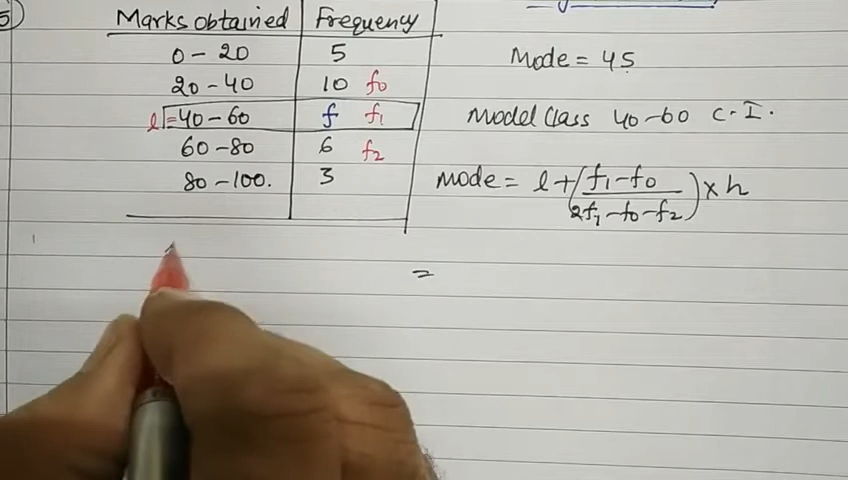 5)
Marks obtained Frequency
0 - 20 5
20 - 40 10 f₀
l = 40 - 60 f f₁
60 - 80 6 f₂
80 - 100. 3
Mode = 45
Model Class 40-60 C.I.
Mode = l + (f₁ - f₀ / 2f₁ - f₀ - f₂) × h
=